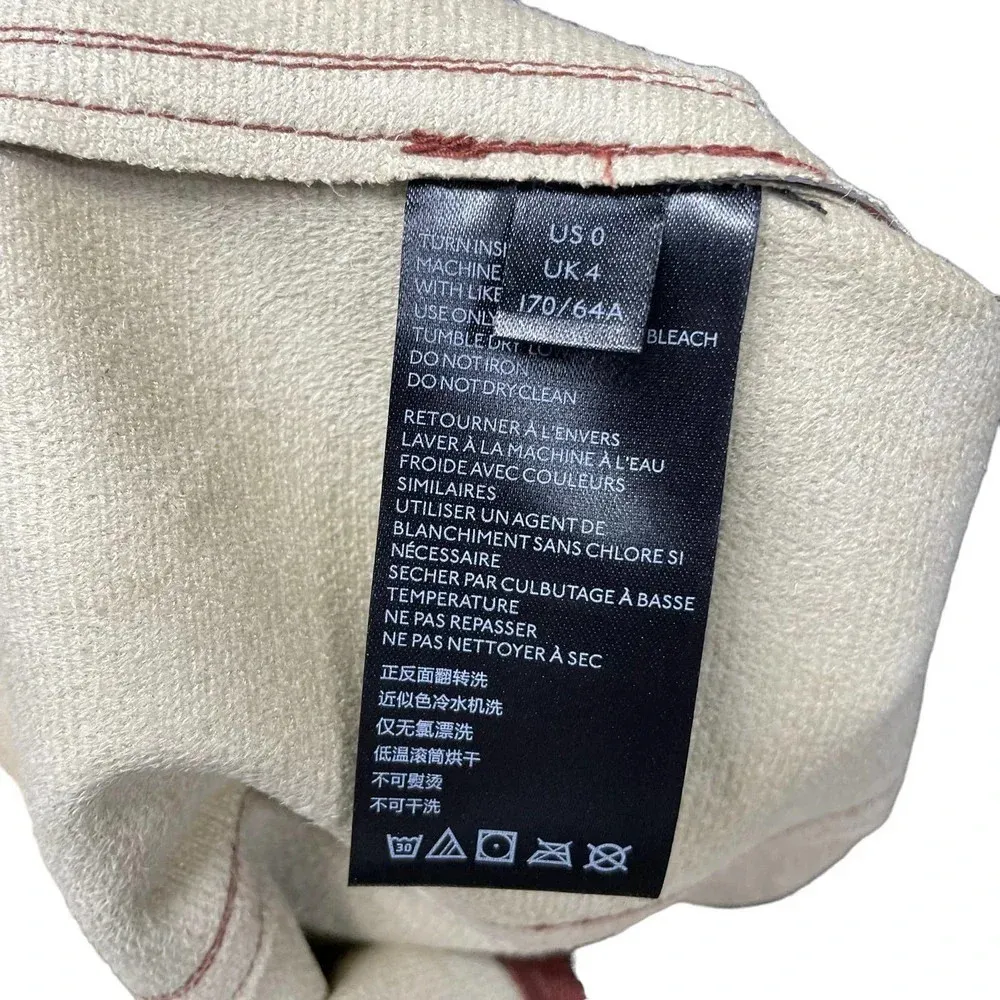 US 0
UK 4
170/64A
TURN
MACHINE
WITH LIKE
USE ONLY
BLEACH
TUMBLE DRY
DO NOT IRON
DO NOT DRY CLEAN
RETOURNER À L'ENVERS
LAVER À LA MACHINE À L'EAU
FROIDE AVEC COULEURS
SIMILAIRES
UTILISER UN AGENT DE
BLANCHIMENT SANS CHLORE SI
NÉCESSAIRE
SECHER PAR CULBUTAGE À BASSE
TEMPERATURE
NE PAS REPASSER
NE PAS NETTOYER À SEC
正反面翻转洗
近似色冷水机洗
仅无氯漂洗
低温滚筒烘干
不可熨烫
不可干洗
30